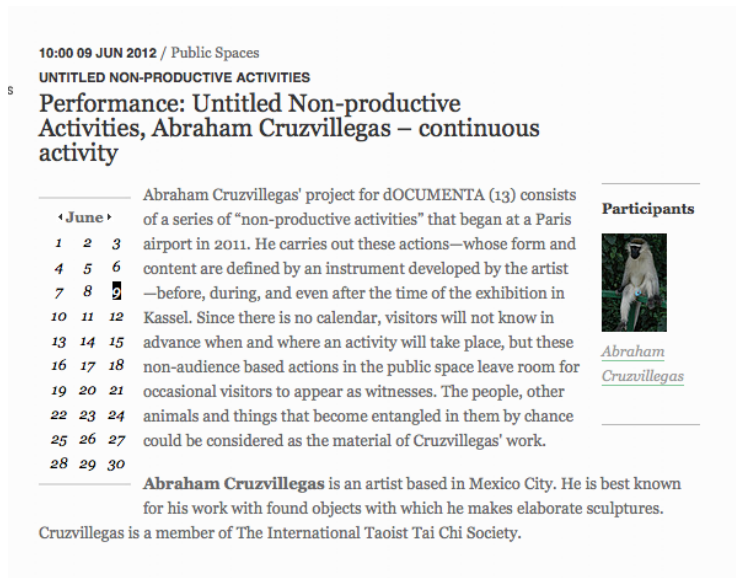 10:00 09 JUN 2012 / Public Spaces
UNTITLED NON-PRODUCTIVE ACTIVITIES
s
Performance: Untitled Non-productive
Activities, Abraham Cruzvillegas – continuous
activity
June
1 2 3
4 5 6
7 8 9
10 11 12
13 14 15
16 17 18
19 20 21
22 23 24
25 26 27
28 29 30
Abraham Cruzvillegas' project for dOCUMENTA (13) consists
of a series of “non-productive activities” that began at a Paris
airport in 2011. He carries out these actions—whose form and
content are defined by an instrument developed by the artist
—before, during, and even after the time of the exhibition in
Kassel. Since there is no calendar, visitors will not know in
advance when and where an activity will take place, but these
non-audience based actions in the public space leave room for
occasional visitors to appear as witnesses. The people, other
animals and things that become entangled in them by chance
could be considered as the material of Cruzvillegas' work.
Abraham Cruzvillegas is an artist based in Mexico City. He is best known
for his work with found objects with which he makes elaborate sculptures.
Cruzvillegas is a member of The International Taoist Tai Chi Society.
Participants
Abraham
Cruzvillegas